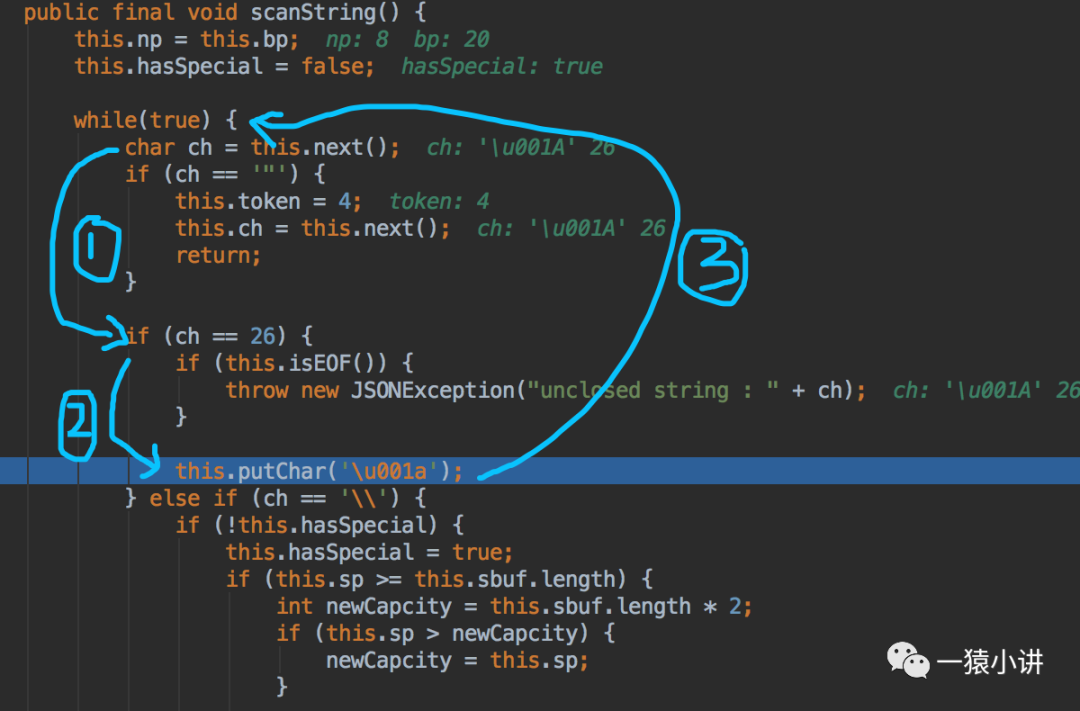 public final void scanString() {
this.np = this.bp; np: 8 bp: 20
this.hasSpecial = false; hasSpecial: true
while(true) {
char ch = this.next(); ch: '\u001A' 26
if (ch == '"') {
this.token = 4; token: 4
this.ch = this.next(); ch: '\u001A' 26
return;
}
1
3
if (ch == 26) {
if (this.isEOF()) {
throw new JSONException("unclosed string : " + ch); ch: '\u001A' 26
}
2
this.putChar('\u001a');
} else if (ch == '\\') {
if (!this.hasSpecial) {
this.hasSpecial = true;
if (this.sp >= this.sbuf.length) {
int newCapcity = this.sbuf.length * 2;
if (this.sp > newCapcity) {
newCapcity = this.sp;
}
一猿小讲